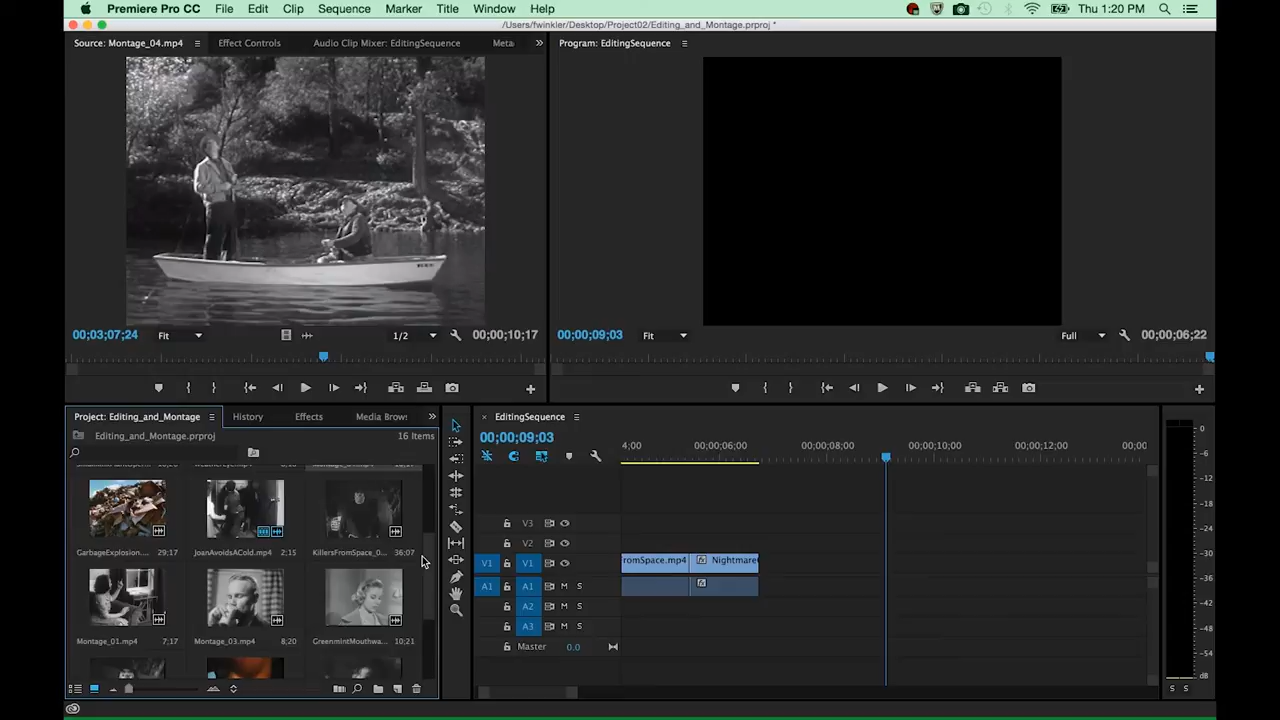 Premiere Pro CC File Edit Clip Sequence Marker Title Window Help Thu 1:20 PM
/Users/fwinkler/Desktop/Project02/Editing_and_Montage.prproj *
Source: Montage_04.mp4 Effect Controls Audio Clip Mixer: EditingSequence Meta
Program: EditingSequence
00;03;07;24 Fit 1/2 00;00;10;17
00;00;09;03 Fit Full 00;00;06;22
Project: Editing_and_Montage History Effects Media Brows
Editing_and_Montage.prproj 16 Items
GarbageExplosion.... 29;17 JoanAvoidsACold.mp4 2:15 KillersFromSpace_0... 36:07
Montage_01.mp4 7;17 Montage_03.mp4 8;20 GreenmintMouthwa... 10;21
EditingSequence
00;00;09;03
4;00 00;00;06;00 00;00;08;00 00;00;10;00 00;00;12;00 00;00
V3
V2
V1 V1 romSpace.mp4 Nightmare
A1 A1 M S
A2 M S
A3 M S
Master 0.0
0
-6
-12
-18
-24
-30
-36
-42
-48
-54
dB
S S